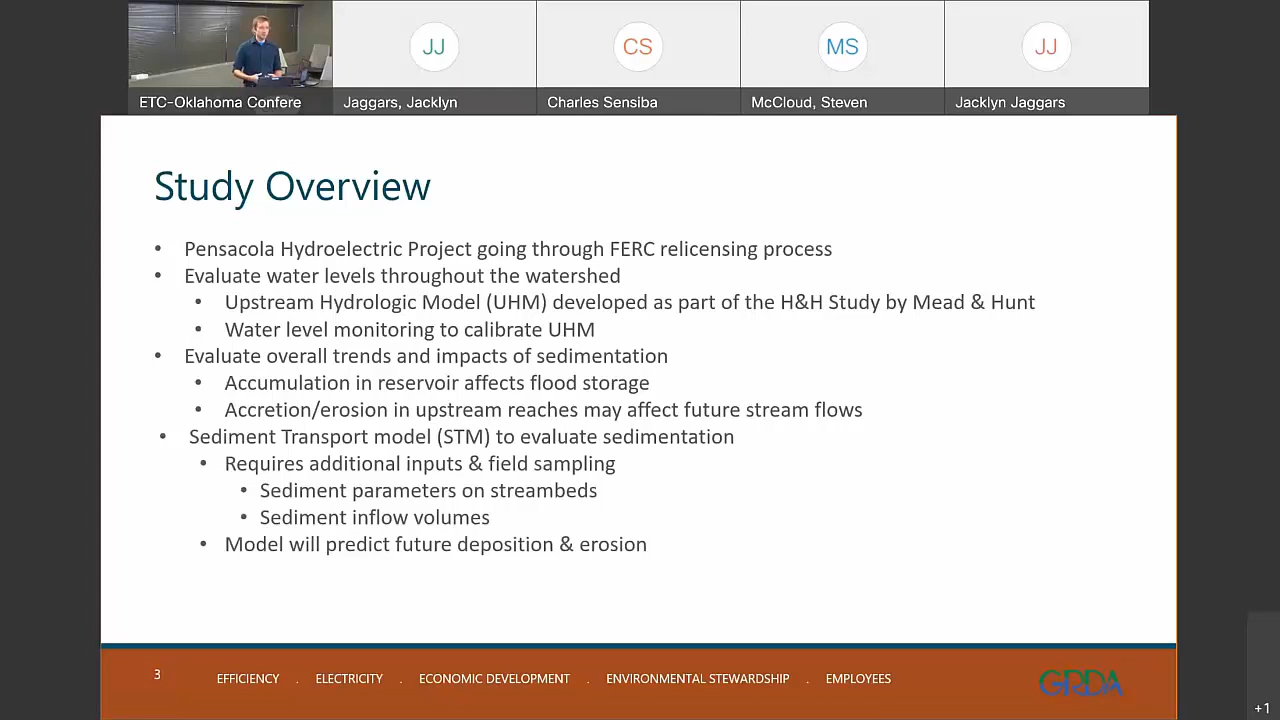 JJ
CS
MS
JJ
ETC-Oklahoma Confere
Jaggars, Jacklyn
Charles Sensiba
McCloud, Steven
Jacklyn Jaggars
Study Overview
• Pensacola Hydroelectric Project going through FERC relicensing process
• Evaluate water levels throughout the watershed
• Upstream Hydrologic Model (UHM) developed as part of the H&H Study by Mead & Hunt
• Water level monitoring to calibrate UHM
• Evaluate overall trends and impacts of sedimentation
• Accumulation in reservoir affects flood storage
• Accretion/erosion in upstream reaches may affect future stream flows
• Sediment Transport model (STM) to evaluate sedimentation
• Requires additional inputs & field sampling
• Sediment parameters on streambeds
• Sediment inflow volumes
• Model will predict future deposition & erosion
3
EFFICIENCY . ELECTRICITY . ECONOMIC DEVELOPMENT . ENVIRONMENTAL STEWARDSHIP . EMPLOYEES
GRDA
+1